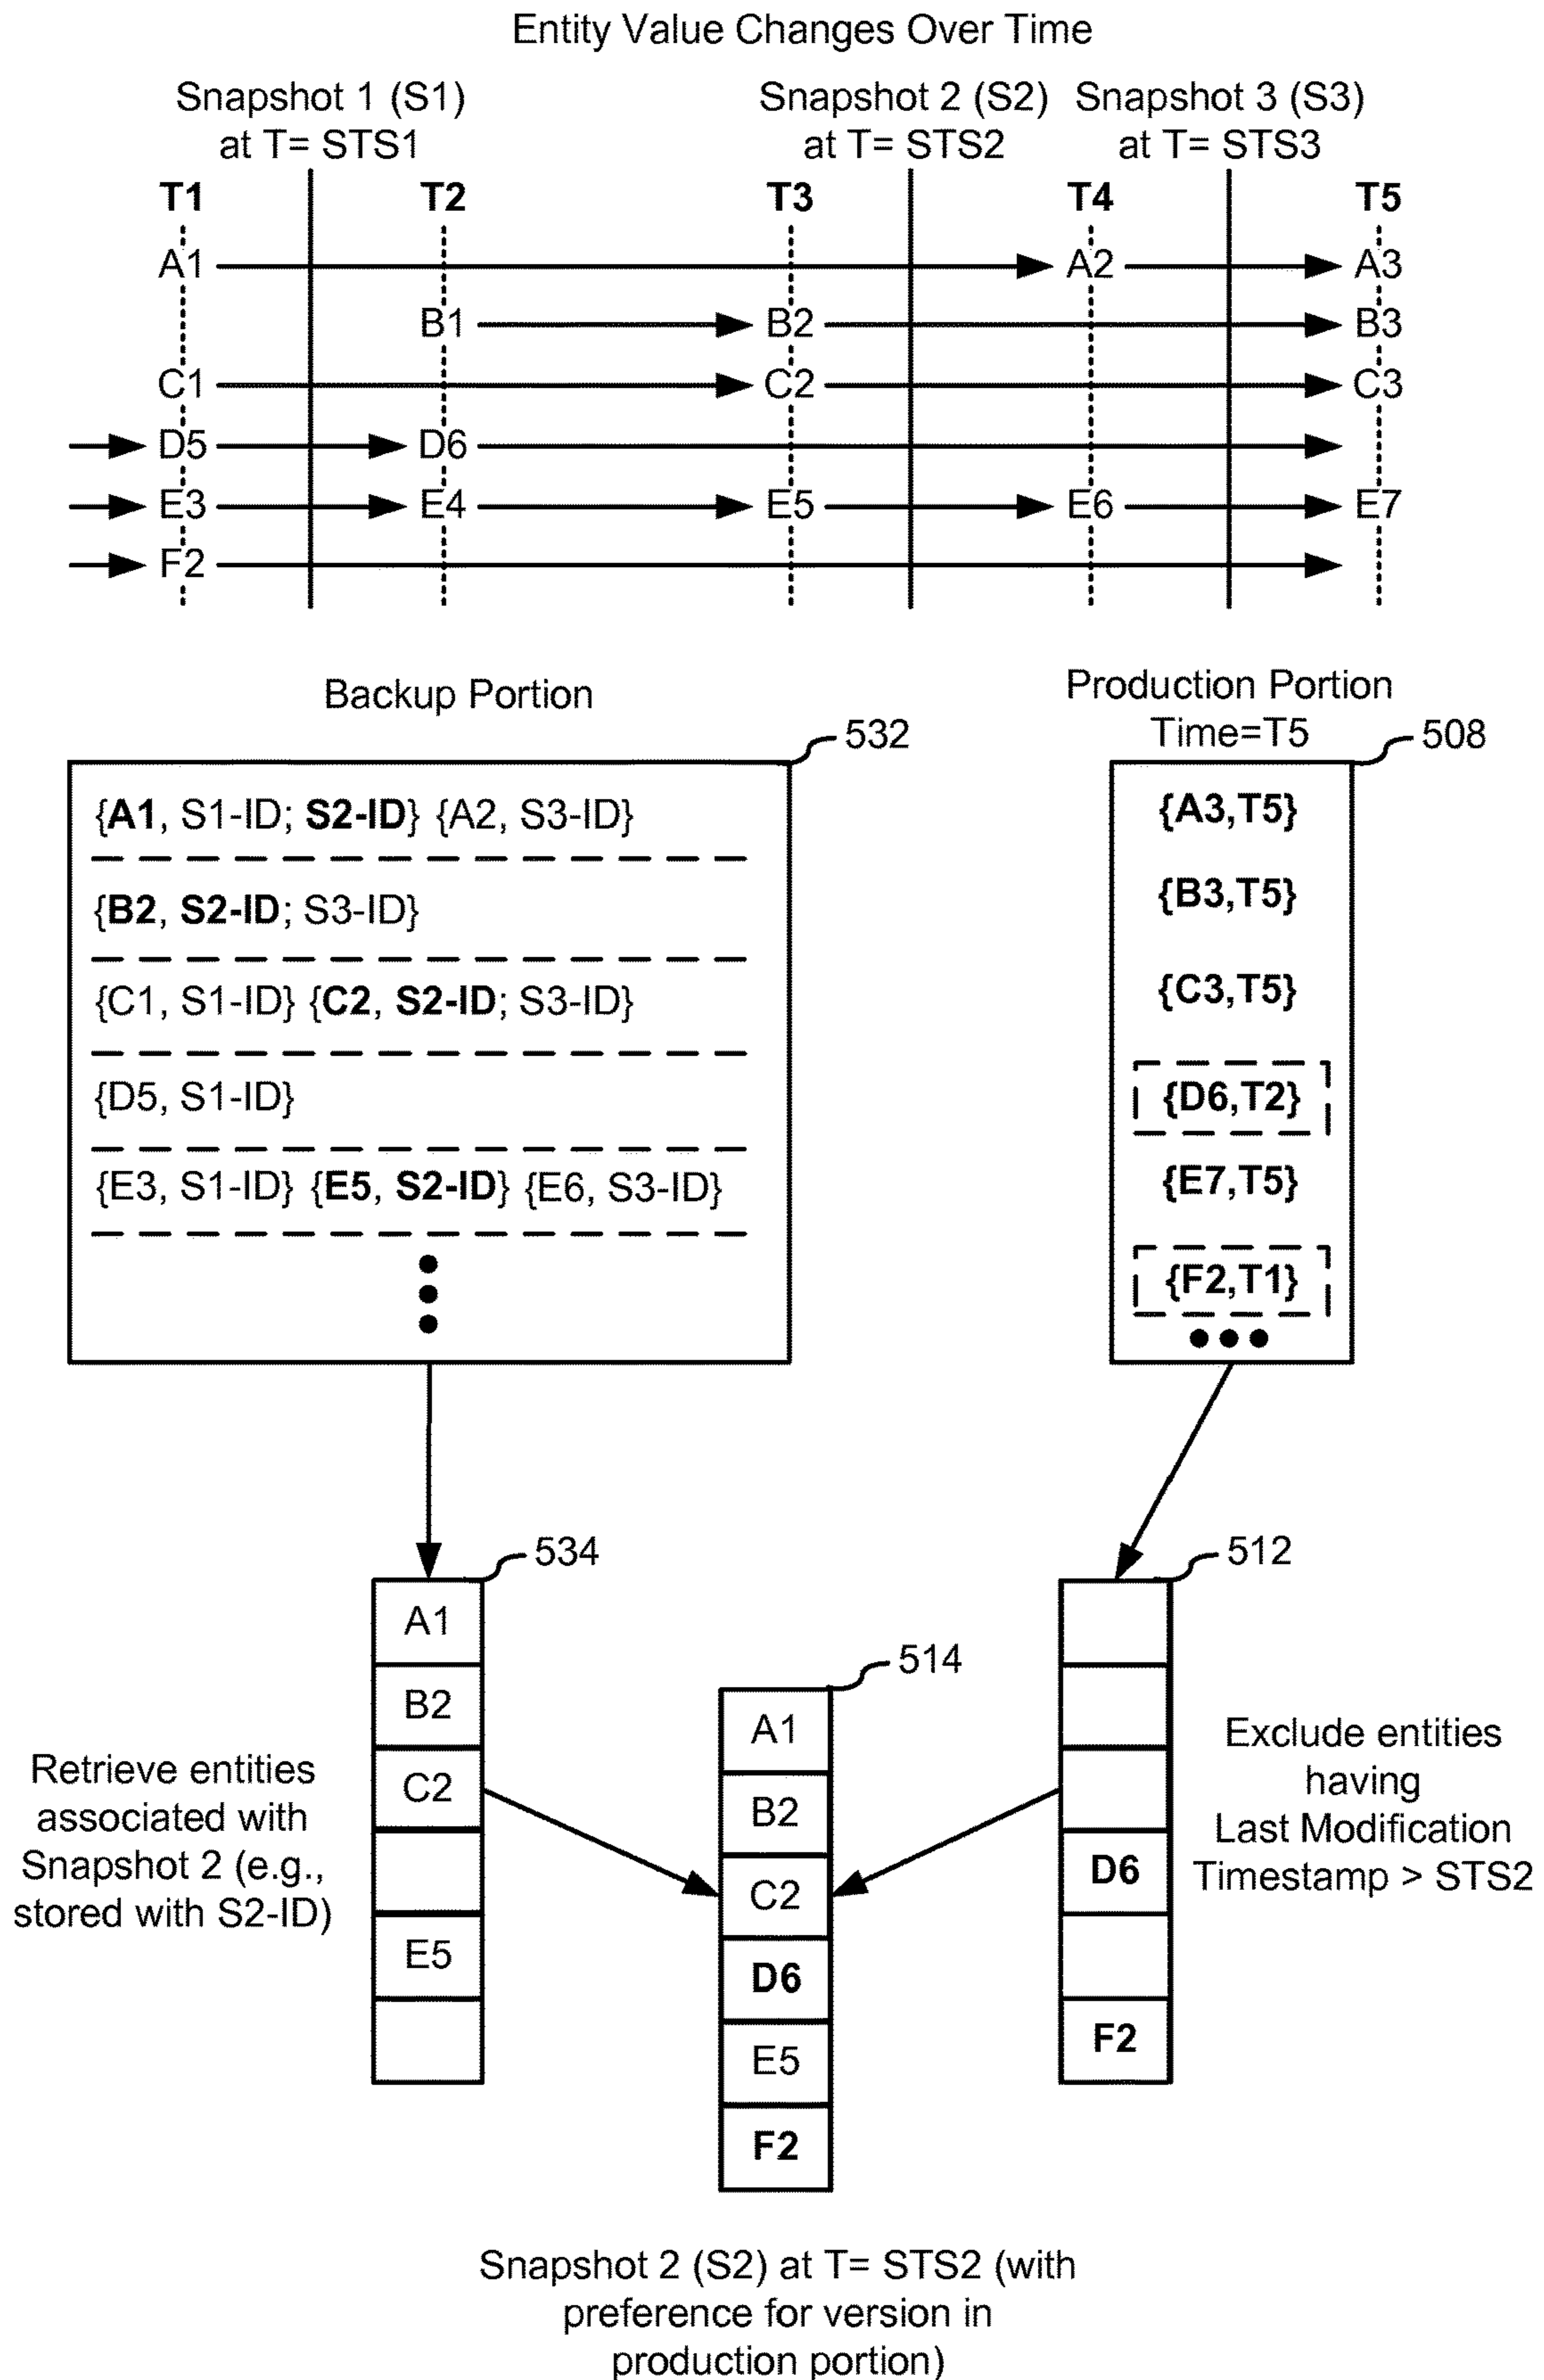 Entity Value Changes Over Time
Snapshot 1 (S1) Snapshot 2 (S2) Snapshot 3 (S3)
at T= STS1 at T= STS2 at T= STS3
T1 T2 T3 T4 T5
A1 A2 A3
B1 B2 B3
C1 C2 C3
D5 D6
E3 E4 E5 E6 E7
F2
Backup Portion
532
{A1, S1-ID; S2-ID} {A2, S3-ID}
{B2, S2-ID; S3-ID}
{C1, S1-ID} {C2, S2-ID; S3-ID}
{D5, S1-ID}
{E3, S1-ID} {E5, S2-ID} {E6, S3-ID}
Production Portion
Time=T5
508
{A3,T5}
{B3,T5}
{C3,T5}
{D6,T2}
{E7,T5}
{F2,T1}
534
A1
B2
C2
E5
Retrieve entities
associated with
Snapshot 2 (e.g.,
stored with S2-ID)
514
A1
B2
C2
D6
E5
F2
512
D6
F2
Exclude entities
having
Last Modification
Timestamp > STS2
Snapshot 2 (S2) at T= STS2 (with
preference for version in
production portion)